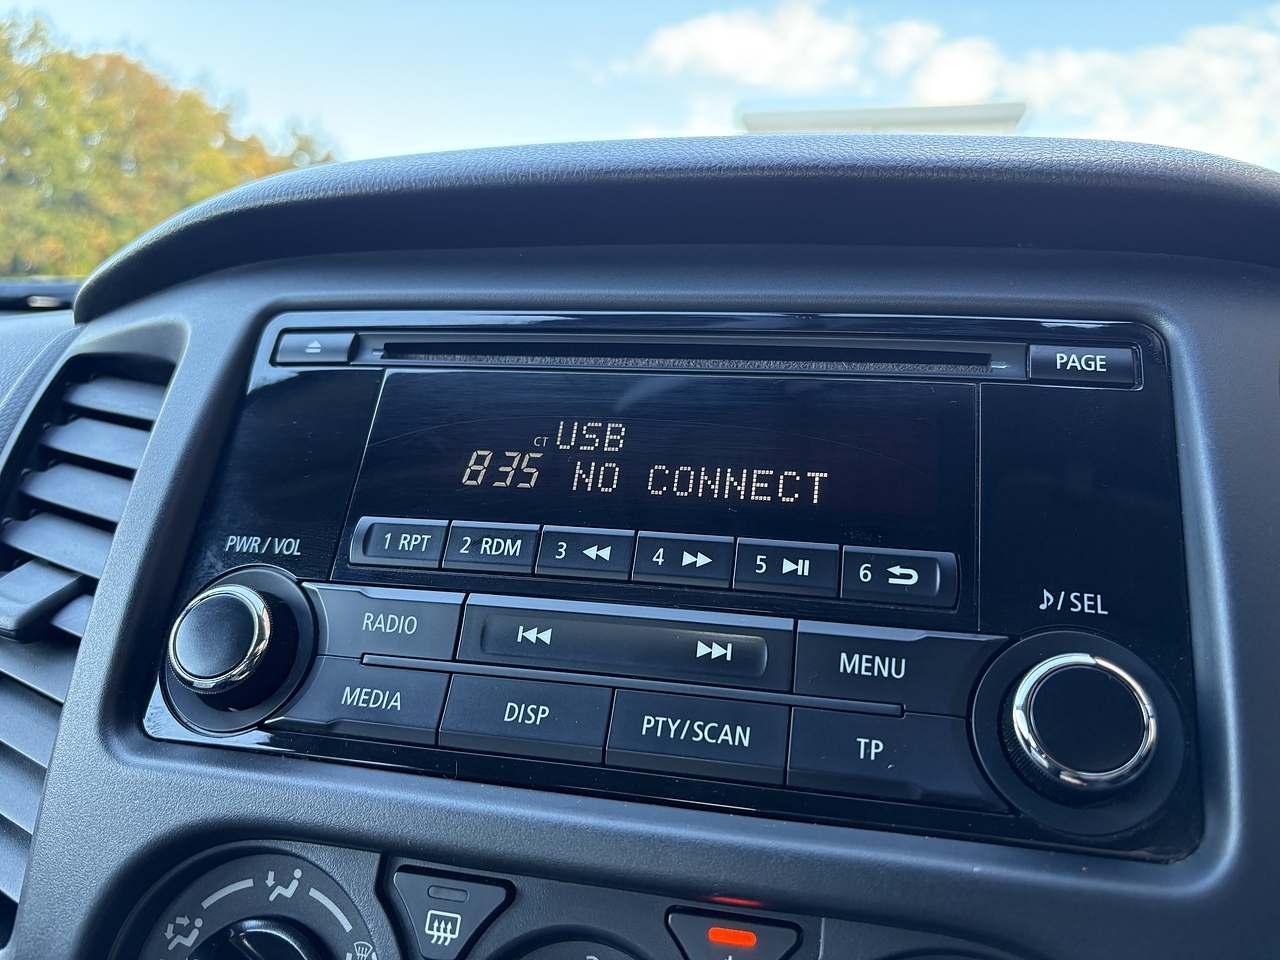 PAGE
CT USB
835 NO CONNECT
PWR/VOL
1 RPT
2 RDM
3
4
5
6
♪/SEL
RADIO
MENU
MEDIA
DISP
PTY/SCAN
TP